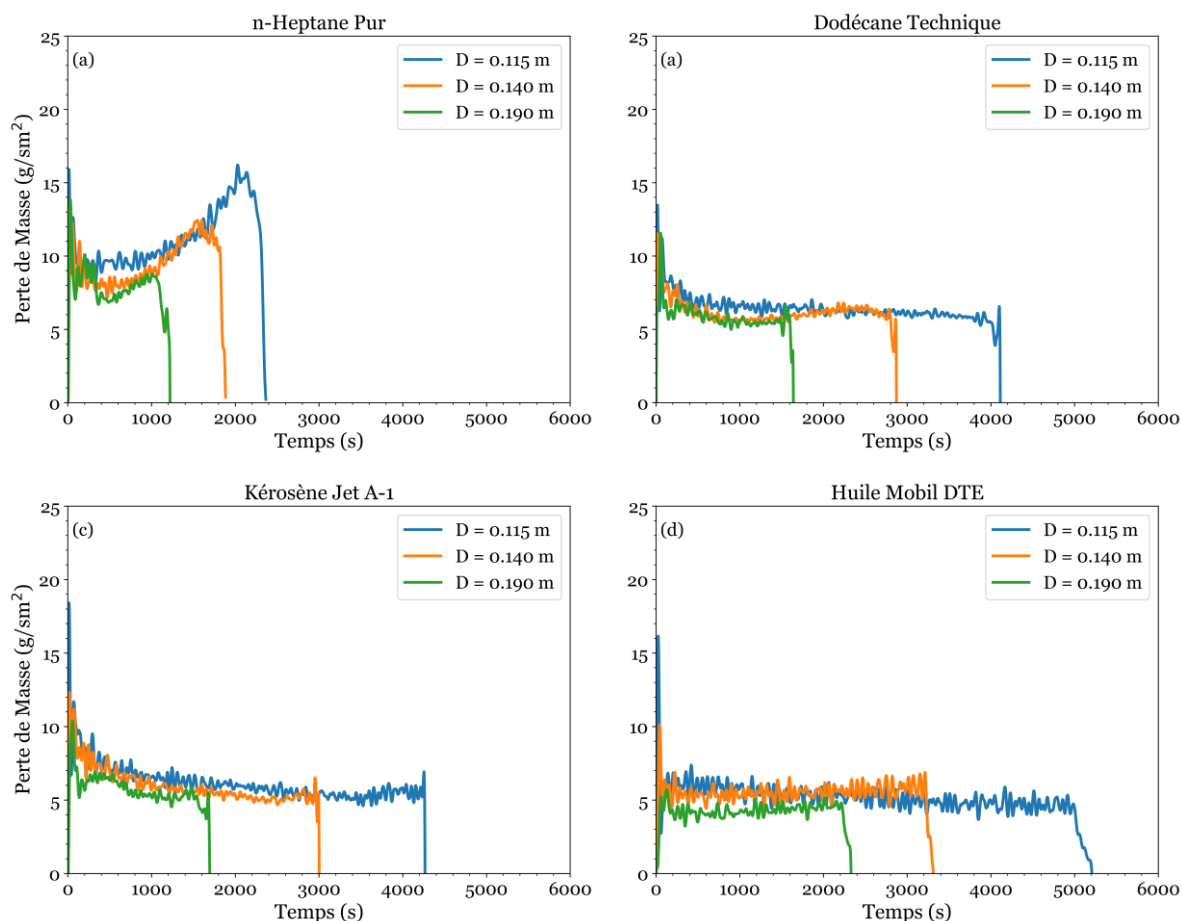 n-Heptane Pur
(a)
D = 0.115 m
D = 0.140 m
D = 0.190 m
Perte de Masse (g/sm²)
25
20
15
10
5
0
0 1000 2000 3000 4000 5000 6000
Temps (s)
Dodécane Technique
(a)
D = 0.115 m
D = 0.140 m
D = 0.190 m
25
20
15
10
5
0
0 1000 2000 3000 4000 5000 6000
Temps (s)
Kérosène Jet A-1
(c)
D = 0.115 m
D = 0.140 m
D = 0.190 m
Perte de Masse (g/sm²)
25
20
15
10
5
0
0 1000 2000 3000 4000 5000 6000
Temps (s)
Huile Mobil DTE
(d)
D = 0.115 m
D = 0.140 m
D = 0.190 m
25
20
15
10
5
0
0 1000 2000 3000 4000 5000 6000
Temps (s)